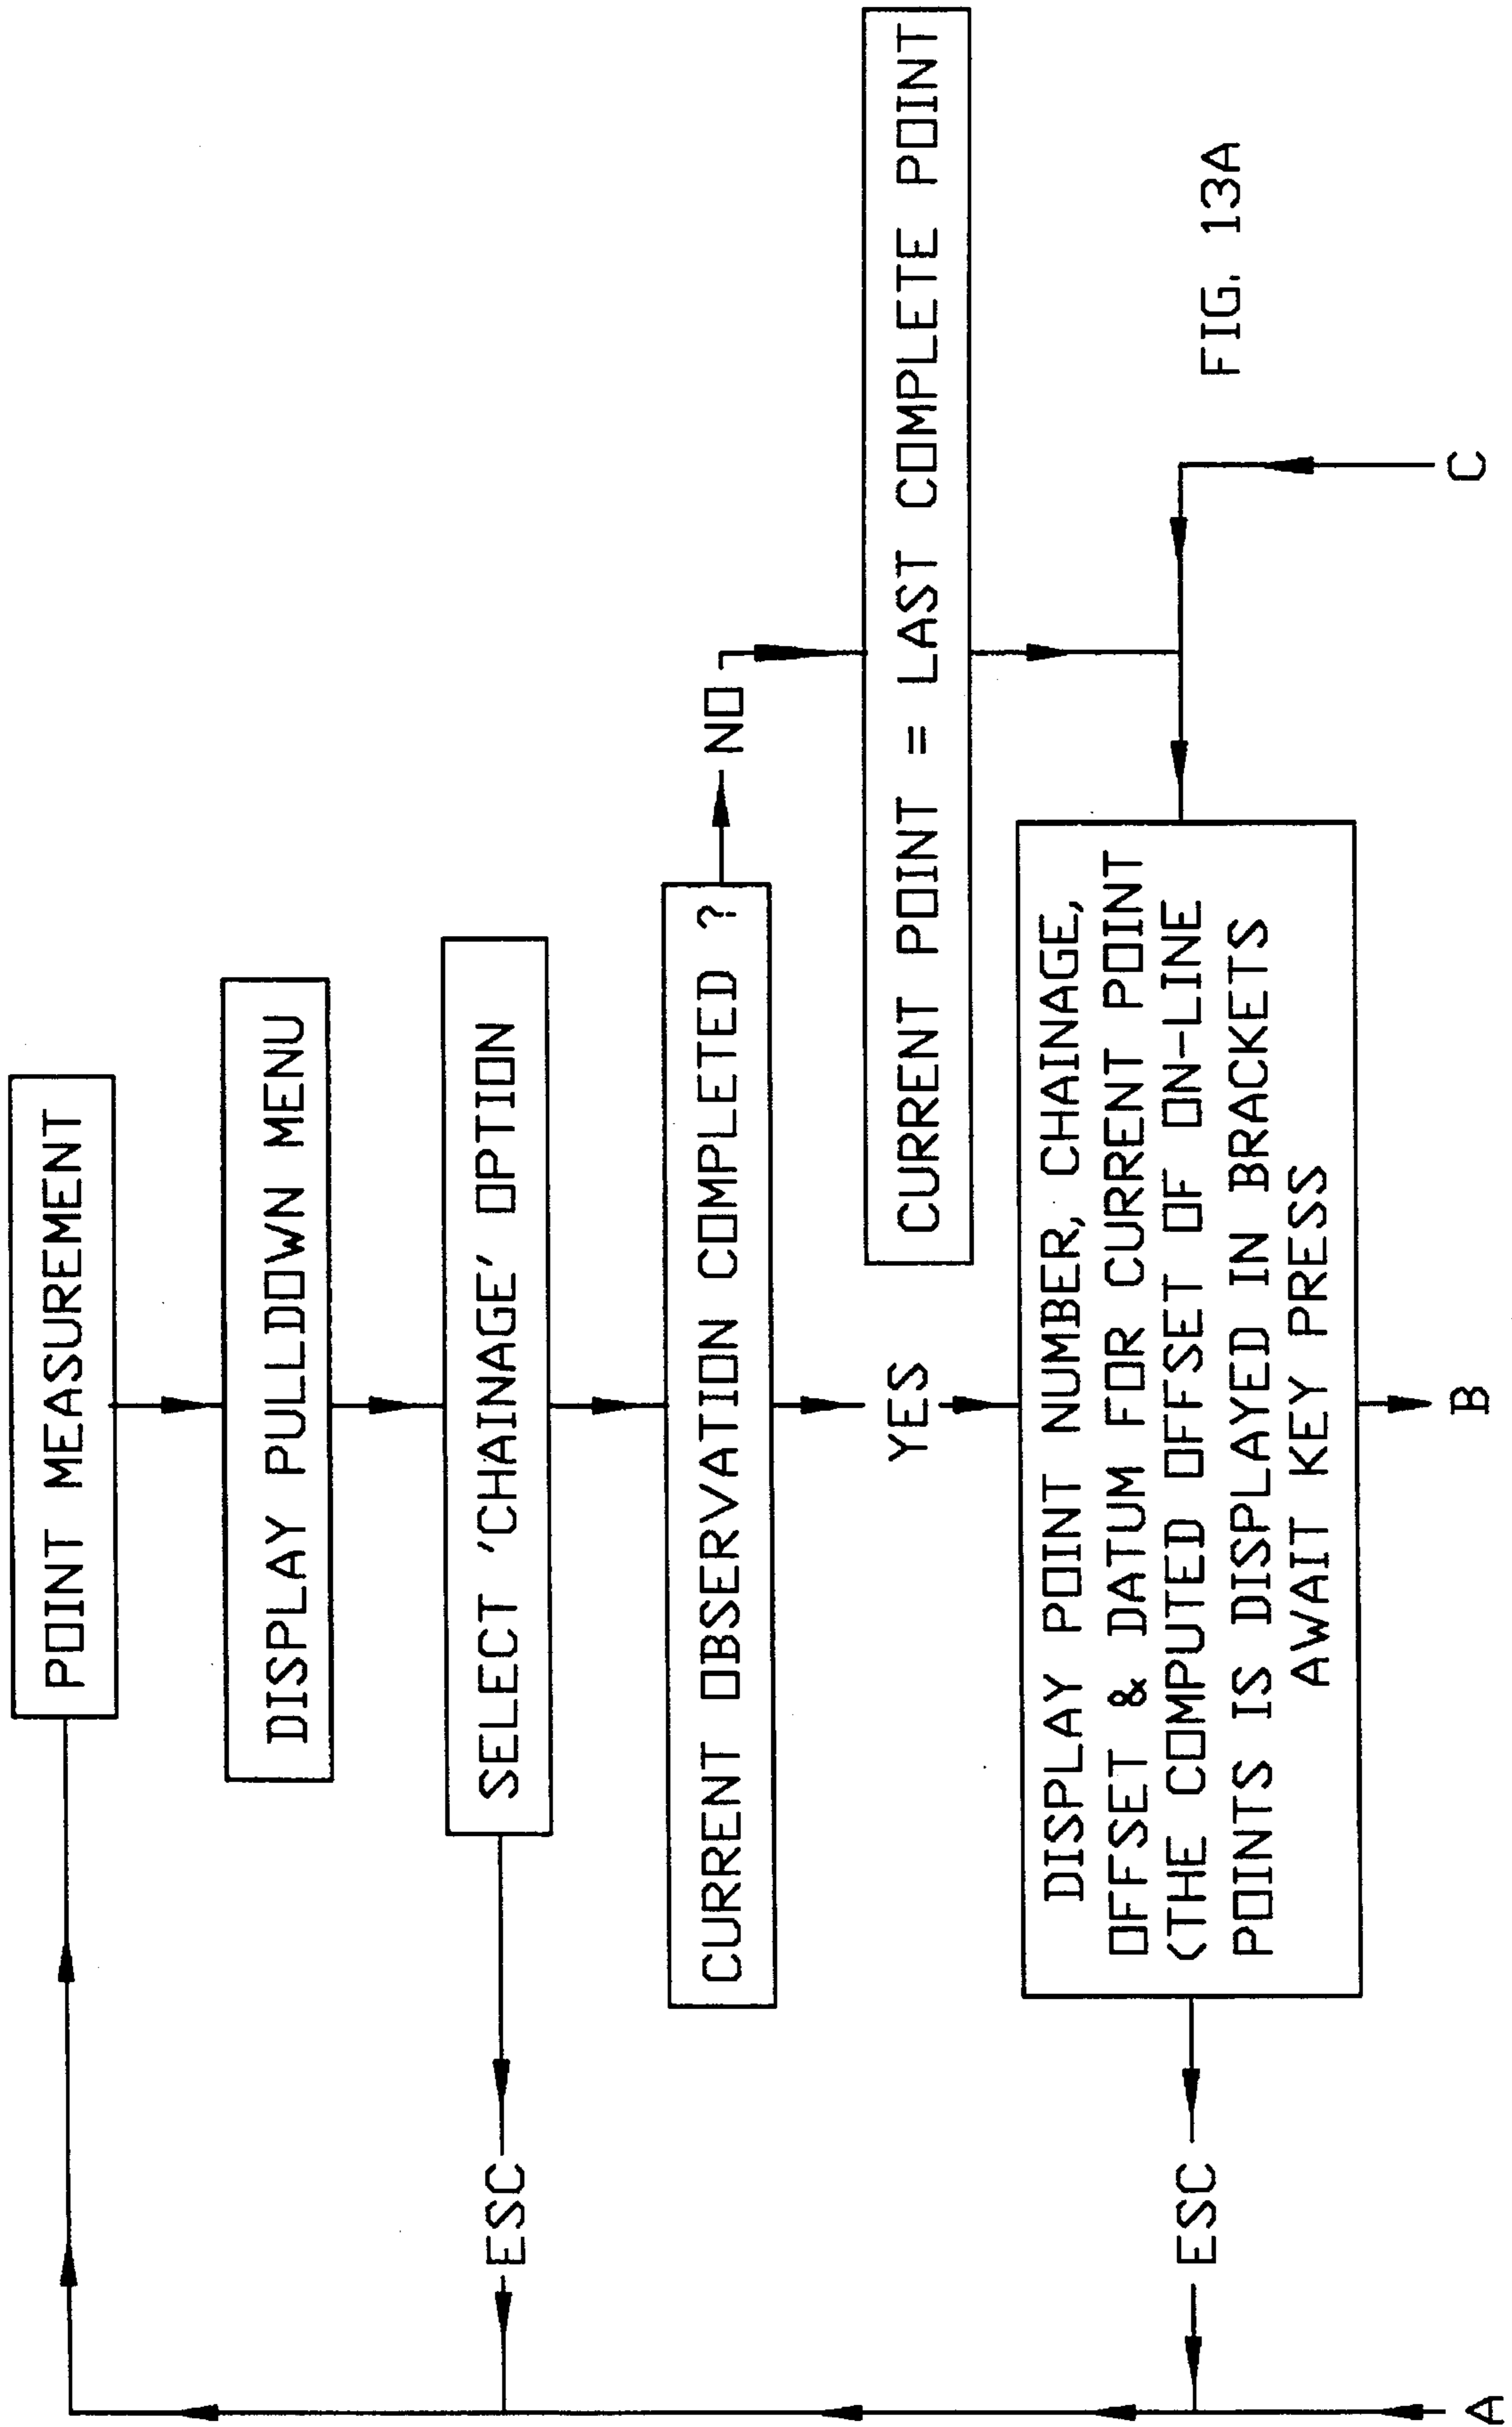 POINT MEASUREMENT
DISPLAY PULLDOWN MENU
SELECT 'CHAINAGE' OPTION
ESC
CURRENT OBSERVATION COMPLETED ?
NO
YES
CURRENT POINT = LAST COMPLETE POINT
DISPLAY POINT NUMBER, CHAINAGE,
OFFSET & DATUM FOR CURRENT POINT
(THE COMPUTED OFFSET OF ON-LINE
POINTS IS DISPLAYED IN BRACKETS
AWAIT KEY PRESS
ESC
FIG. 13A
A
B
C